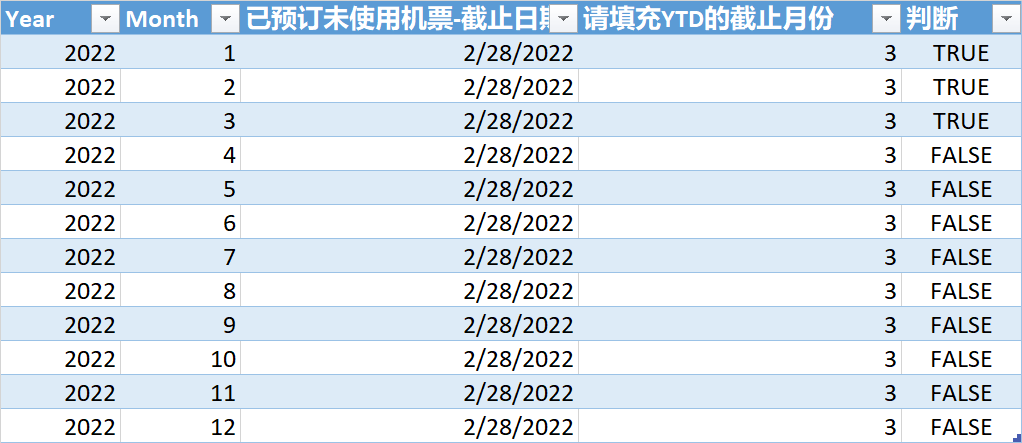 Year Month 已预订未使用机票-截止日期 请填充YTD的截止月份 判断
2022 1 2/28/2022 3 TRUE
2022 2 2/28/2022 3 TRUE
2022 3 2/28/2022 3 TRUE
2022 4 2/28/2022 3 FALSE
2022 5 2/28/2022 3 FALSE
2022 6 2/28/2022 3 FALSE
2022 7 2/28/2022 3 FALSE
2022 8 2/28/2022 3 FALSE
2022 9 2/28/2022 3 FALSE
2022 10 2/28/2022 3 FALSE
2022 11 2/28/2022 3 FALSE
2022 12 2/28/2022 3 FALSE